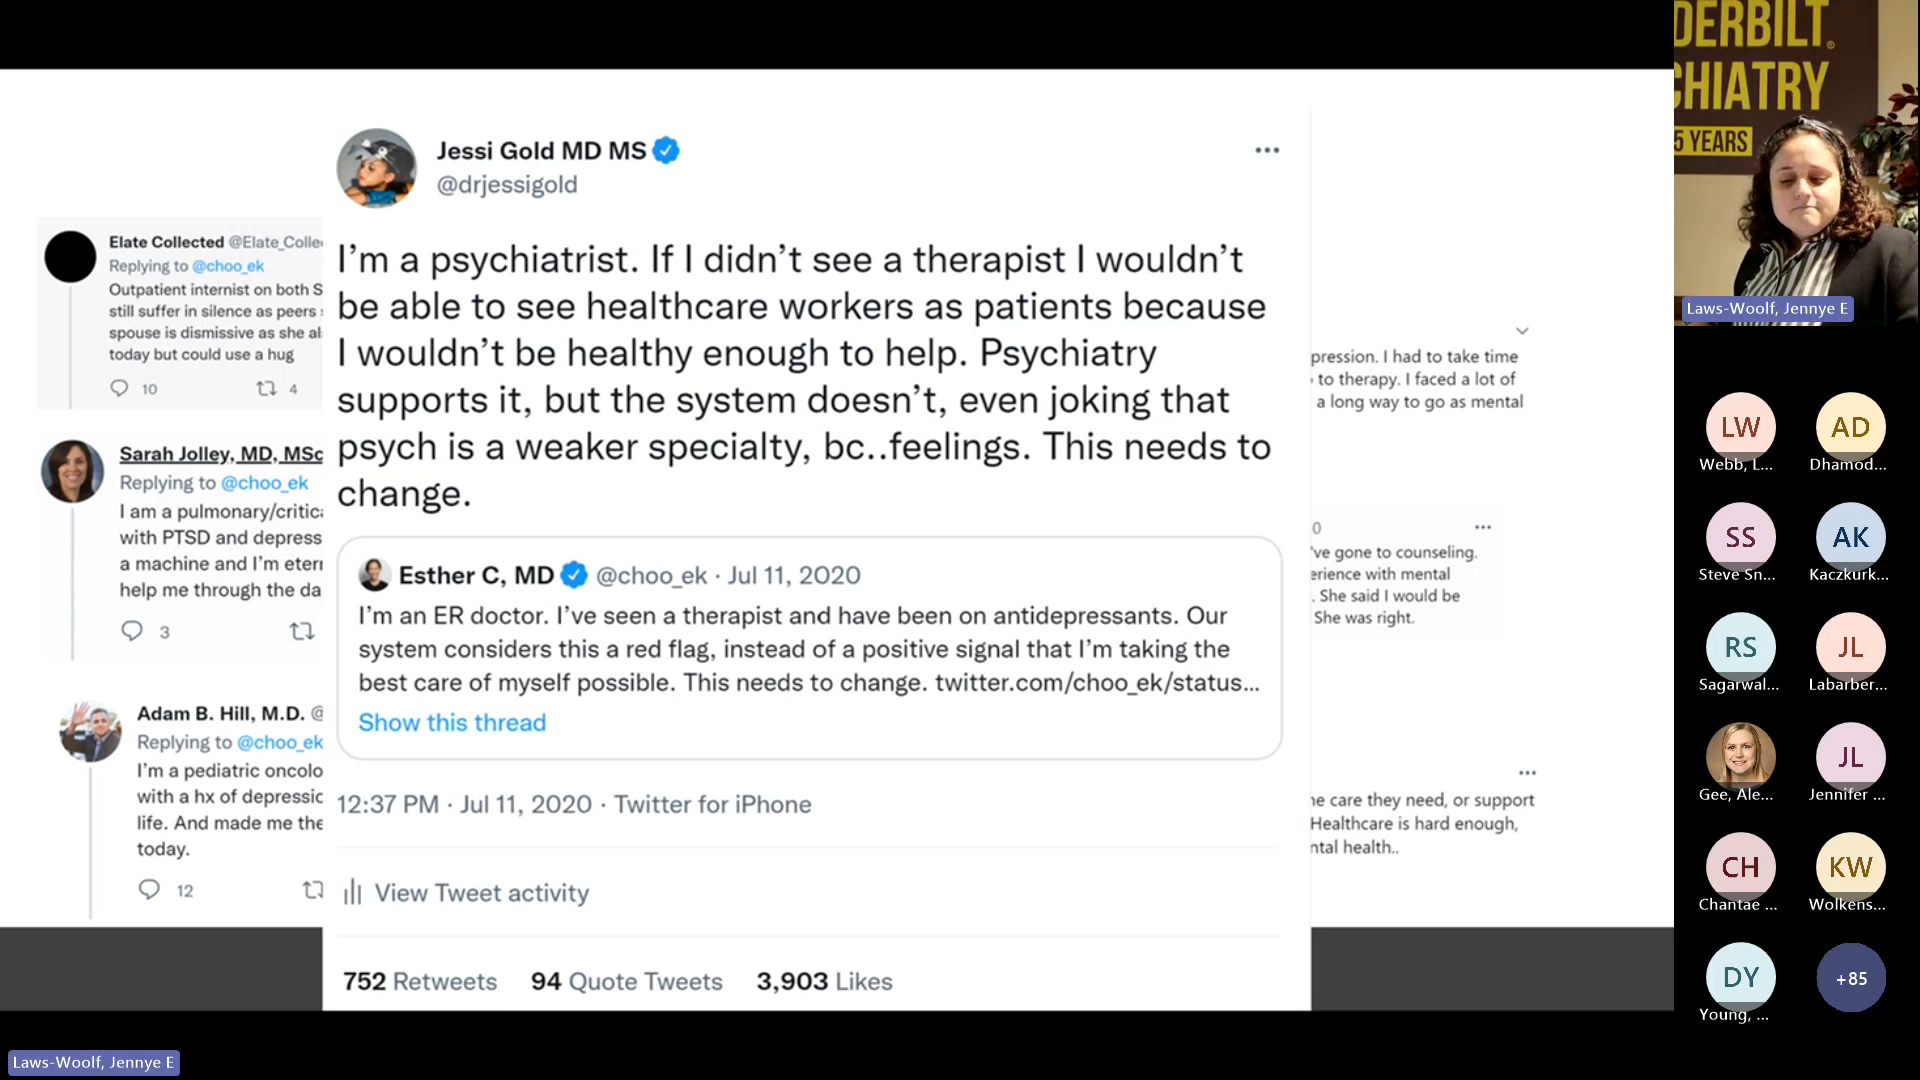 Jessi Gold MD MS
@drjessigold
I’m a psychiatrist. If I didn’t see a therapist I wouldn’t
be able to see healthcare workers as patients because
I wouldn’t be healthy enough to help. Psychiatry
supports it, but the system doesn’t, even joking that
psych is a weaker specialty, bc..feelings. This needs to
change.
Esther C, MD @choo_ek · Jul 11, 2020
I’m an ER doctor. I’ve seen a therapist and have been on antidepressants. Our
system considers this a red flag, instead of a positive signal that I’m taking the
best care of myself possible. This needs to change. twitter.com/choo_ek/status...
Show this thread
12:37 PM · Jul 11, 2020 · Twitter for iPhone
View Tweet activity
752 Retweets 94 Quote Tweets 3,903 Likes
Elate Collected @Elate_Colle
Replying to @choo_ek
Outpatient internist on both S
still suffer in silence as peers
spouse is dismissive as she al
today but could use a hug
10 4
Sarah Jolley, MD, MSc
Replying to @choo_ek
I am a pulmonary/critica
with PTSD and depress
a machine and I’m eter
help me through the da
3
Adam B. Hill, M.D. @
Replying to @choo_ek
I’m a pediatric oncolo
with a hx of depressic
life. And made me the
today.
12
pression. I had to take time
to therapy. I faced a lot of
a long way to go as mental
0
've gone to counseling.
erience with mental
. She said I would be
She was right.
he care they need, or support
Healthcare is hard enough,
ntal health..
DERBILT®
CHIATRY
5 YEARS
Laws-Woolf, Jennye E
LW AD
Webb, L... Dhamod...
SS AK
Steve Sn... Kaczkurk...
RS JL
Sagarwal... Labarber...
JL
Gee, Ale... Jennifer ...
CH KW
Chantae ... Wolkens...
DY +85
Young, ...
Laws-Woolf, Jennye E